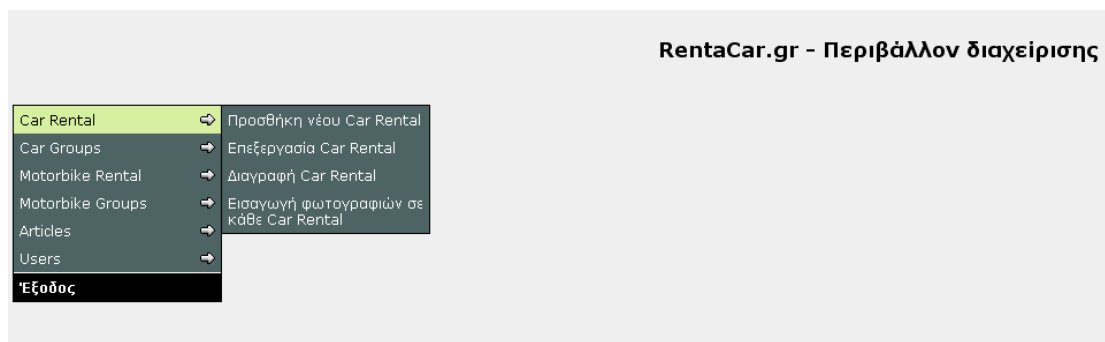 RentaCar.gr - Περιβάλλον διαχείρισης
Car Rental
Car Groups
Motorbike Rental
Motorbike Groups
Articles
Users
Έξοδος
Προσθήκη νέου Car Rental
Επεξεργασία Car Rental
Διαγραφή Car Rental
Εισαγωγή φωτογραφιών σε
κάθε Car Rental